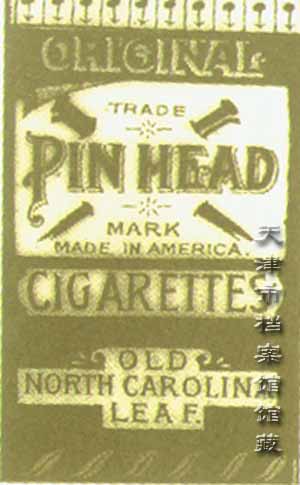 ORIGINAL
TRADE
PIN HEAD
MARK
MADE IN AMERICA.
CIGARETTES
OLD
NORTH CAROLINA
LEAF.
天津市档案馆馆藏